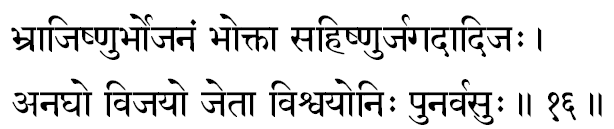 भ्राजिष्णुर्भोजनं भोक्ता सहिष्णुर्जगदादिजः।
अनघो विजयो जेता विश्वयोनिः पुनर्वसुः॥ १६॥